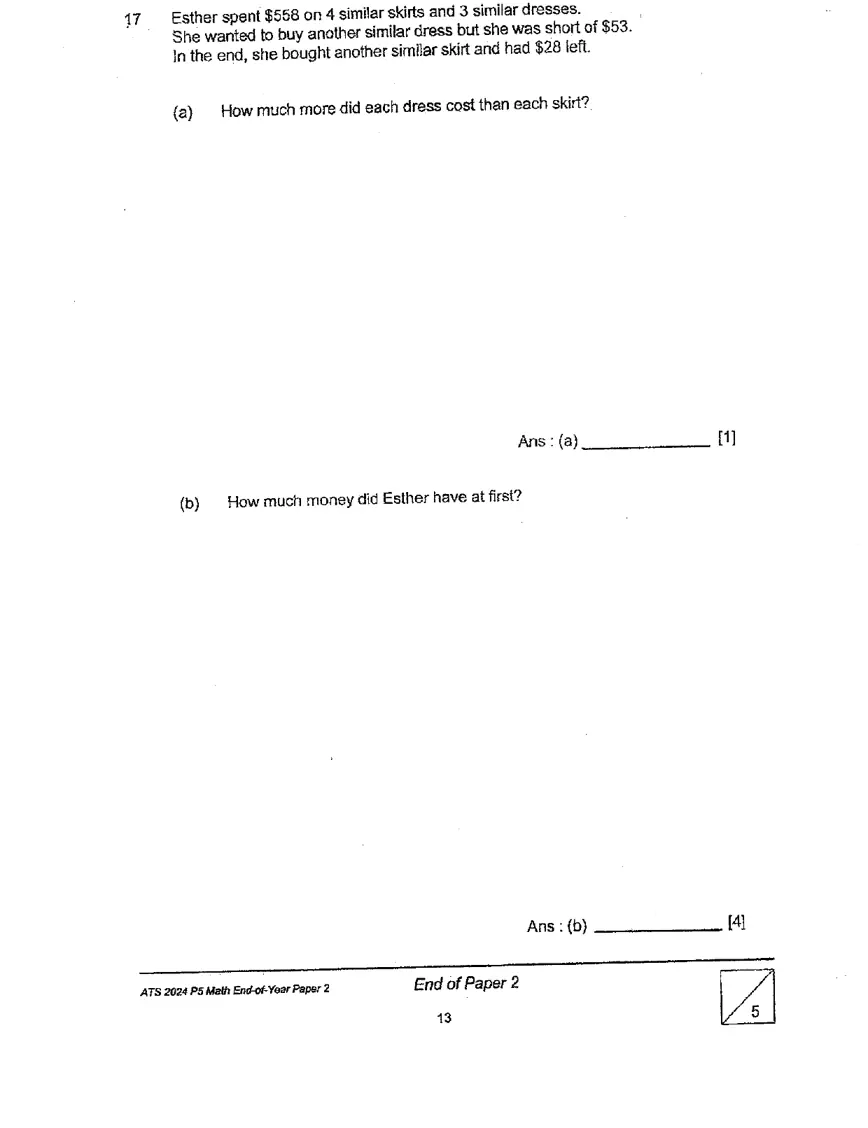 17 Esther spent $558 on 4 similar skirts and 3 similar dresses.
She wanted to buy another similar dress but she was short of $53.
In the end, she bought another similar skirt and had $28 left.
(a) How much more did each dress cost than each skirt?
Ans : (a) ____________ [1]
(b) How much money did Esther have at first?
Ans : (b) ____________ [4]
ATS 2024 P5 Math End-of-Year Paper 2
End of Paper 2
13
5